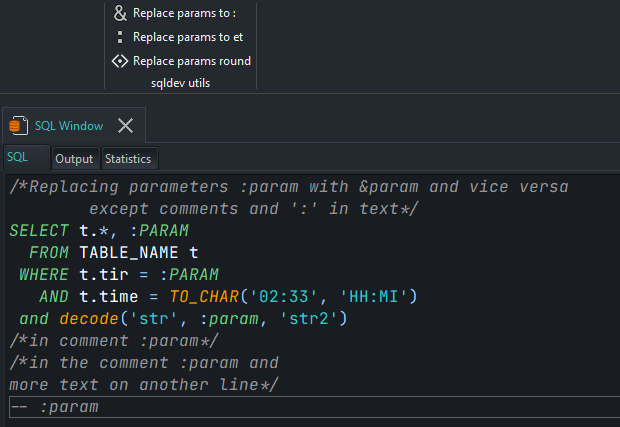 & Replace params to :
: Replace params to et
<·> Replace params round
sqldev utils
SQL Window
SQL Output Statistics
/*Replacing parameters :param with &param and vice versa
except comments and ':' in text*/
SELECT t.*, :PARAM
FROM TABLE_NAME t
WHERE t.tir = :PARAM
AND t.time = TO_CHAR('02:33', 'HH:MI')
and decode('str', :param, 'str2')
/*in comment :param*/
/*in the comment :param and
more text on another line*/
-- :param